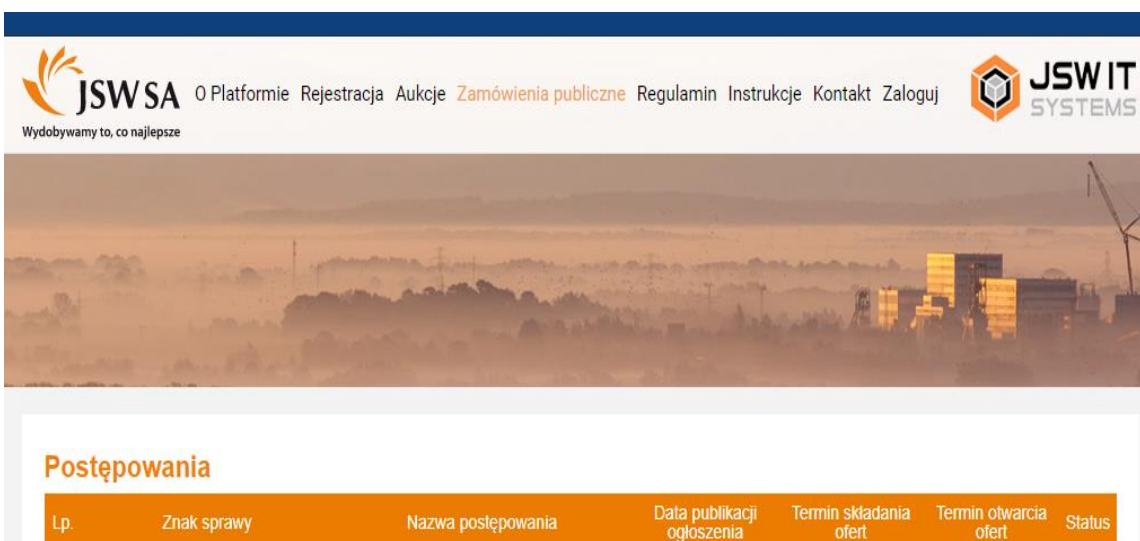 JSW SA
Wydobywamy to, co najlepsze
O Platformie Rejestracja Aukcje Zamówienia publiczne Regulamin Instrukcje Kontakt Zaloguj
JSW IT
SYSTEMS
Postępowania
Lp. Znak sprawy Nazwa postępowania Data publikacji ogłoszenia Termin składania ofert Termin otwarcia ofert Status